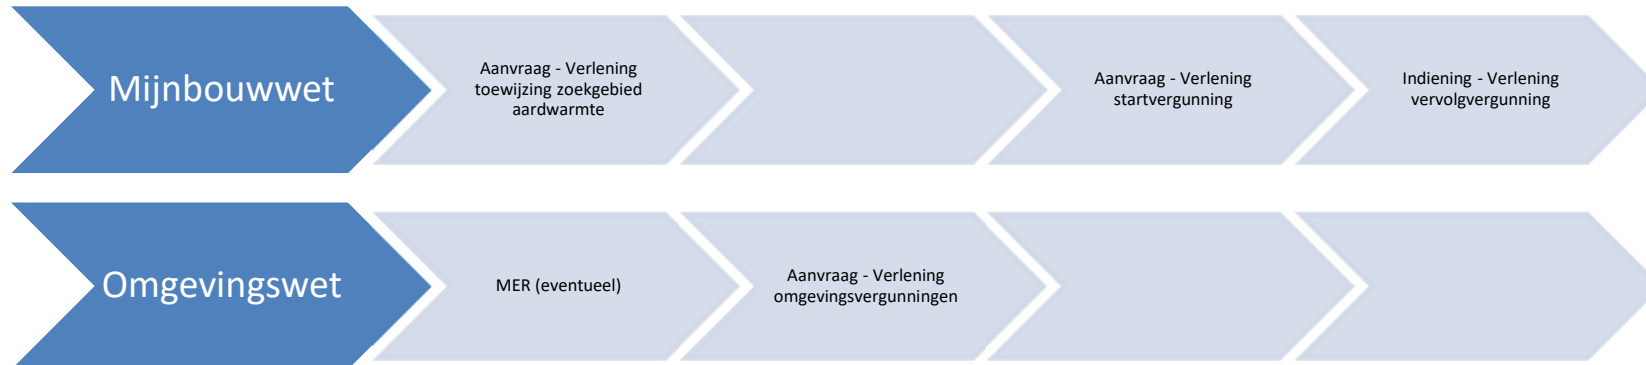 Mijnbouwwet
Aanvraag - Verlening
toewijzing zoekgebied
aardwarmte
Aanvraag - Verlening
startvergunning
Indiening - Verlening
vervolgvergunning
Omgevingswet
MER (eventueel)
Aanvraag - Verlening
omgevingsvergunningen